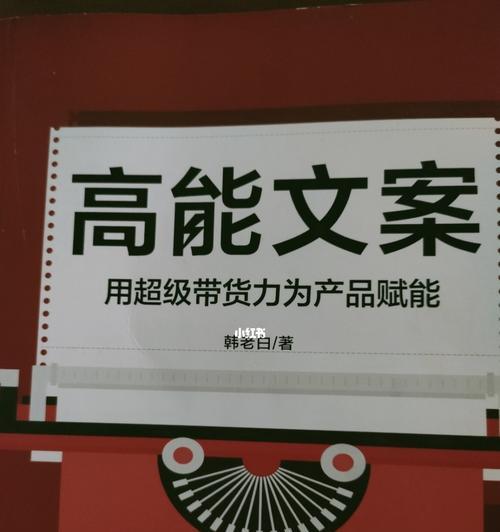 高能文案
用超级带货力为产品赋能
小红书
韩老白/著